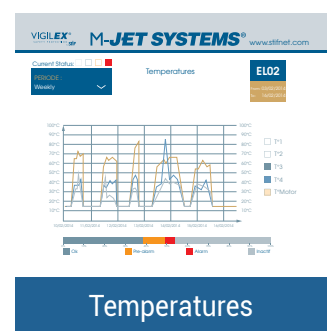 VIGILEX M-JET SYSTEMS® www.stifnet.com
Current Status:
PERIODE :
Weekly
Temperatures
EL02
100°C 100°C
90°C 90°C
80°C 80°C
70°C 70°C
60°C 60°C
50°C 50°C
40°C 40°C
30°C 30°C
20°C 20°C
10°C 10°C
T°1
T°2
T°3
T°4
T°Motor
Ok Pre-alarm Alarm Inactif
Temperatures